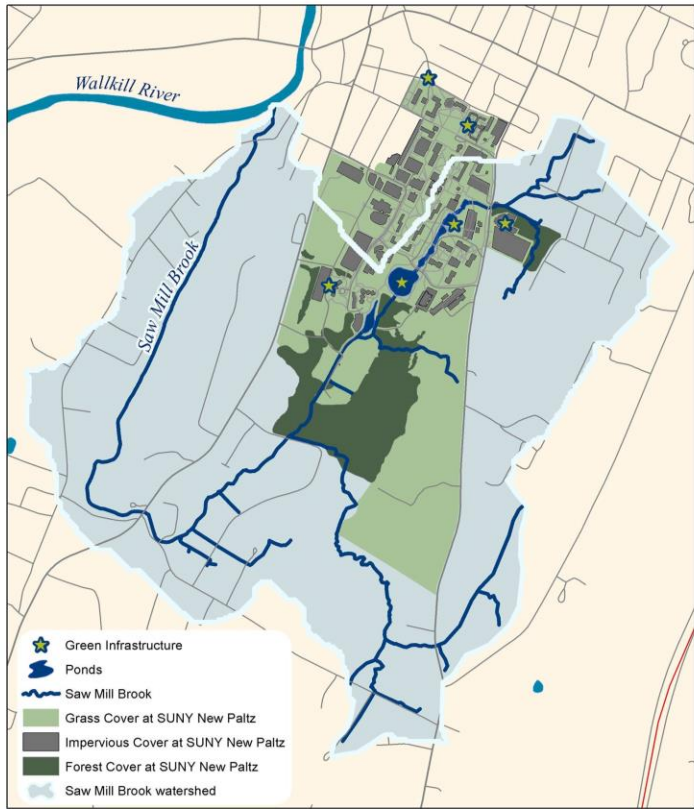 Wallkill River
Saw Mill Brook
Green Infrastructure
Ponds
Saw Mill Brook
Grass Cover at SUNY New Paltz
Impervious Cover at SUNY New Paltz
Forest Cover at SUNY New Paltz
Saw Mill Brook watershed